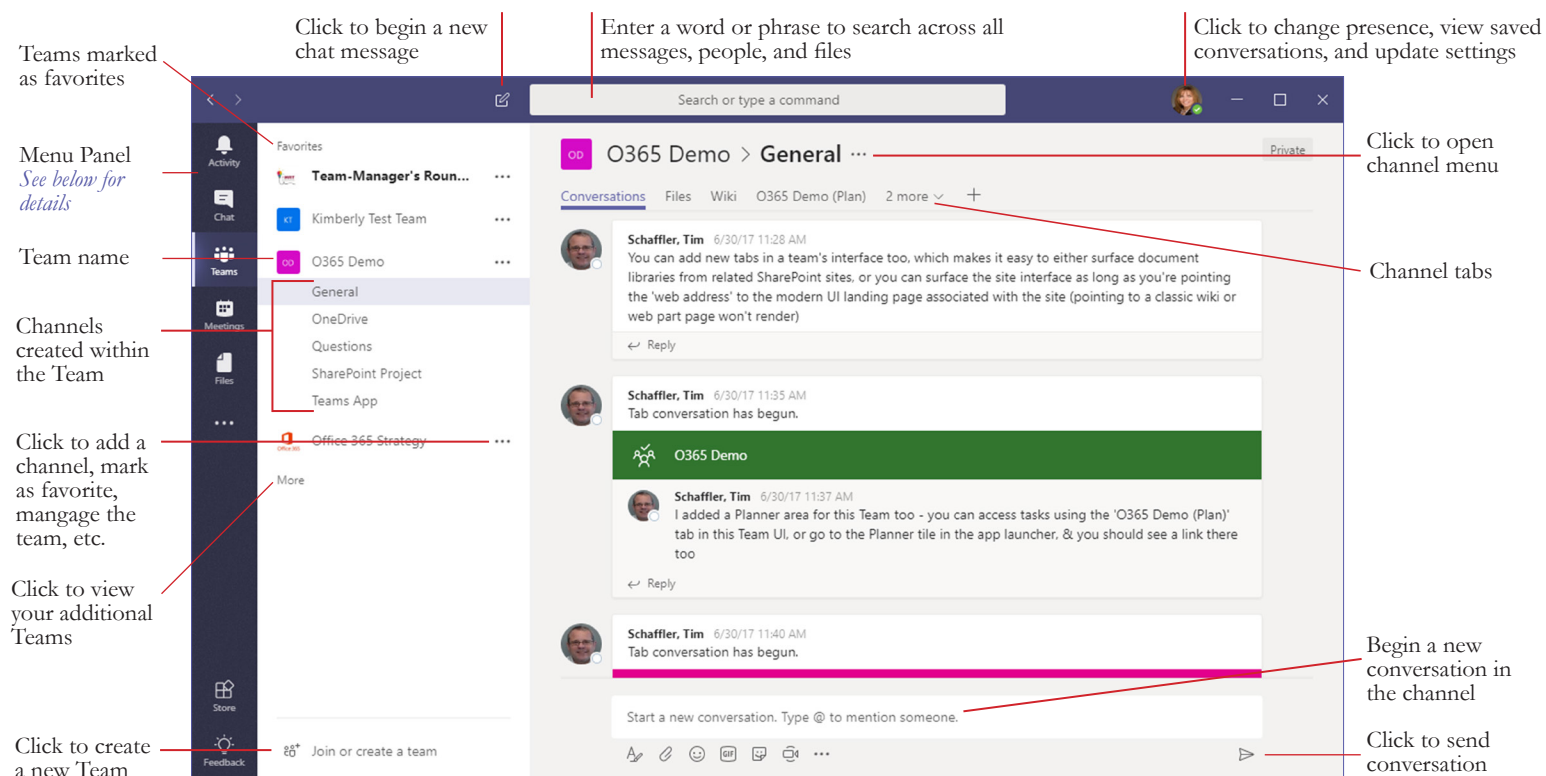 Click to begin a new
chat message
Enter a word or phrase to search across all
messages, people, and files
Click to change presence, view saved
conversations, and update settings
Teams marked
as favorites
Menu Panel
See below for
details
Team name
Channels
created within
the Team
Click to add a
channel, mark
as favorite,
mangage the
team, etc.
Click to view
your additional
Teams
Click to create
a new Team
Search or type a command
Activity
Chat
Teams
Meetings
Files
Store
Feedback
Favorites
Team-Manager's Roun...
KT Kimberly Test Team
OD O365 Demo
General
OneDrive
Questions
SharePoint Project
Teams App
Office 365 Office 365 Strategy
More
Join or create a team
OD O365 Demo > General ...
Private
Conversations Files Wiki O365 Demo (Plan) 2 more +
Schaffler, Tim 6/30/17 11:28 AM
You can add new tabs in a team's interface too, which makes it easy to either surface document
libraries from related SharePoint sites, or you can surface the site interface as long as you're pointing
the 'web address' to the modern UI landing page associated with the site (pointing to a classic wiki or
web part page won't render)
Reply
Schaffler, Tim 6/30/17 11:35 AM
Tab conversation has begun.
O365 Demo
Schaffler, Tim 6/30/17 11:37 AM
I added a Planner area for this Team too - you can access tasks using the 'O365 Demo (Plan)'
tab in this Team UI, or go to the Planner tile in the app launcher, & you should see a link there
too
Reply
Schaffler, Tim 6/30/17 11:40 AM
Tab conversation has begun.
Start a new conversation. Type @ to mention someone.
GIF
Click to open
channel menu
Channel tabs
Begin a new
conversation in
the channel
Click to send
conversation